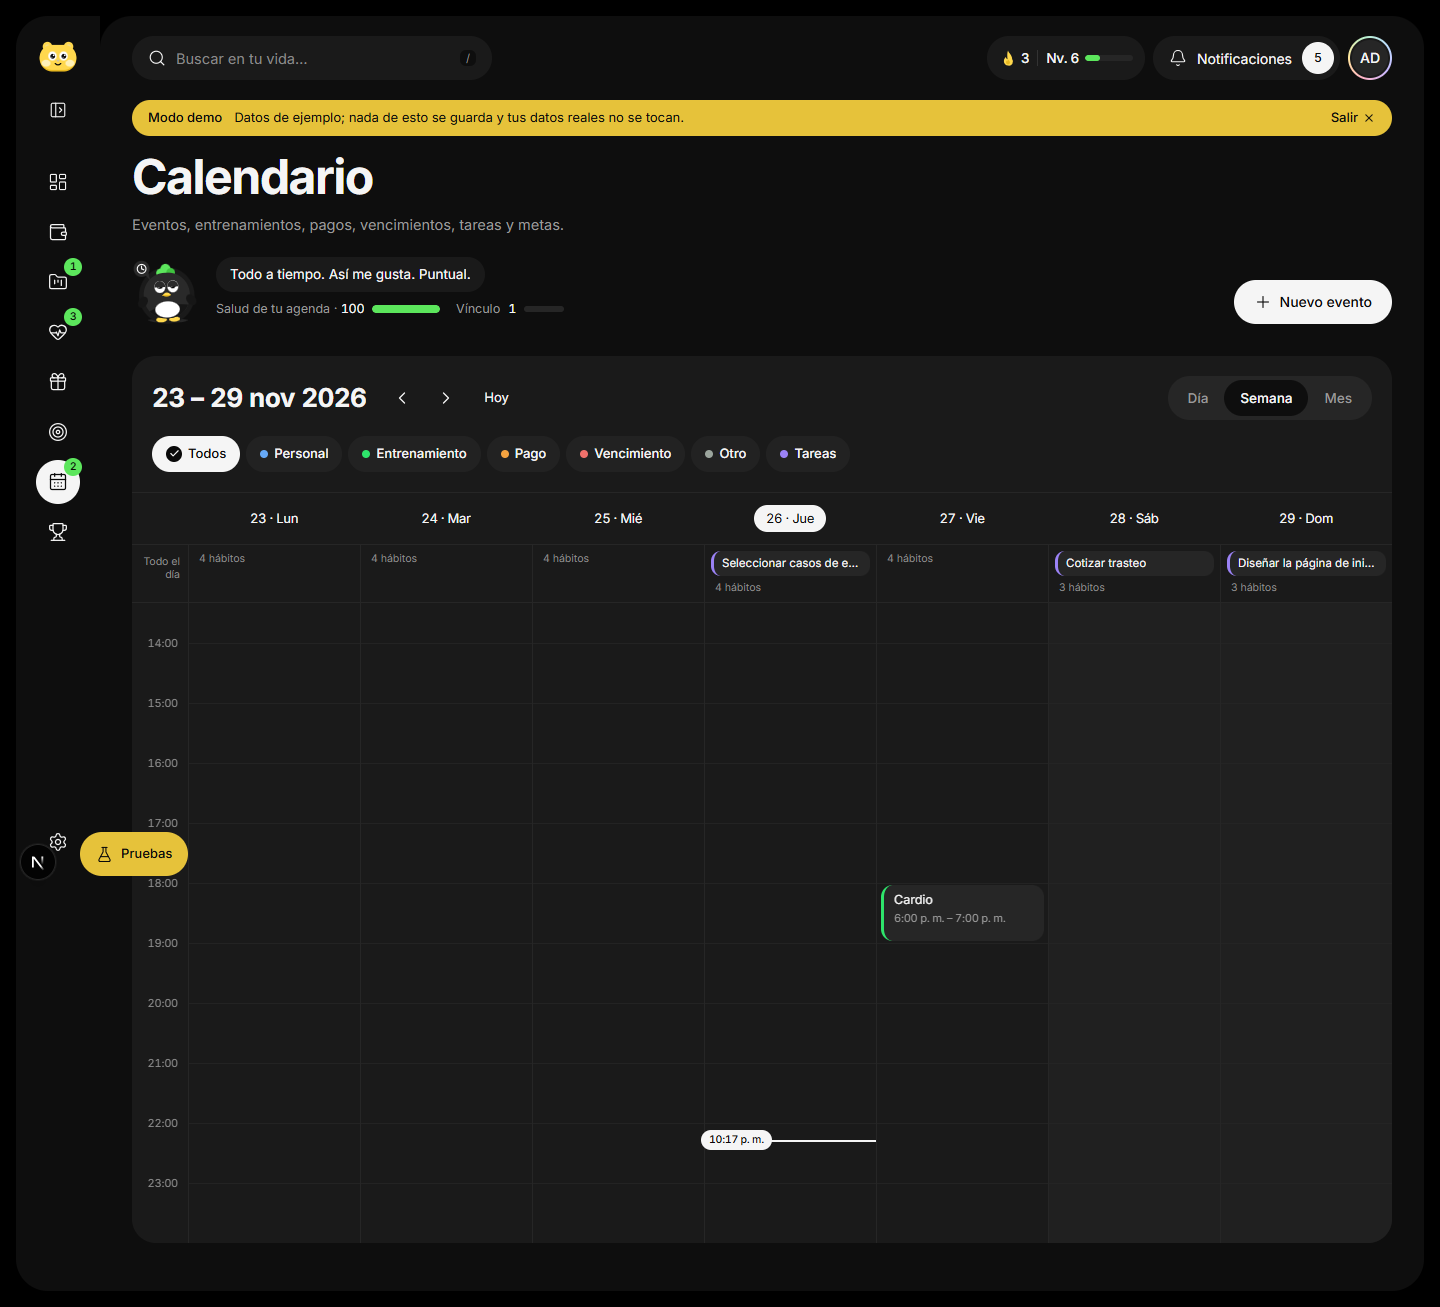 Buscar en tu vida...
/
3
Nv. 6
Notificaciones
5
AD
Modo demo
Datos de ejemplo; nada de esto se guarda y tus datos reales no se tocan.
Salir
Calendario
Eventos, entrenamientos, pagos, vencimientos, tareas y metas.
1
3
2
Todo a tiempo. Así me gusta. Puntual.
Salud de tu agenda · 100
Vínculo 1
Nuevo evento
23 – 29 nov 2026
Hoy
Día
Semana
Mes
Todos
Personal
Entrenamiento
Pago
Vencimiento
Otro
Tareas
23 · Lun
24 · Mar
25 · Mié
26 · Jue
27 · Vie
28 · Sáb
29 · Dom
Todo el
día
4 hábitos
4 hábitos
4 hábitos
Seleccionar casos de e...
4 hábitos
4 hábitos
Cotizar trasteo
3 hábitos
Diseñar la página de ini...
3 hábitos
14:00
15:00
16:00
17:00
N
Pruebas
18:00
Cardio
6:00 p. m. – 7:00 p. m.
19:00
20:00
21:00
22:00
10:17 p. m.
23:00